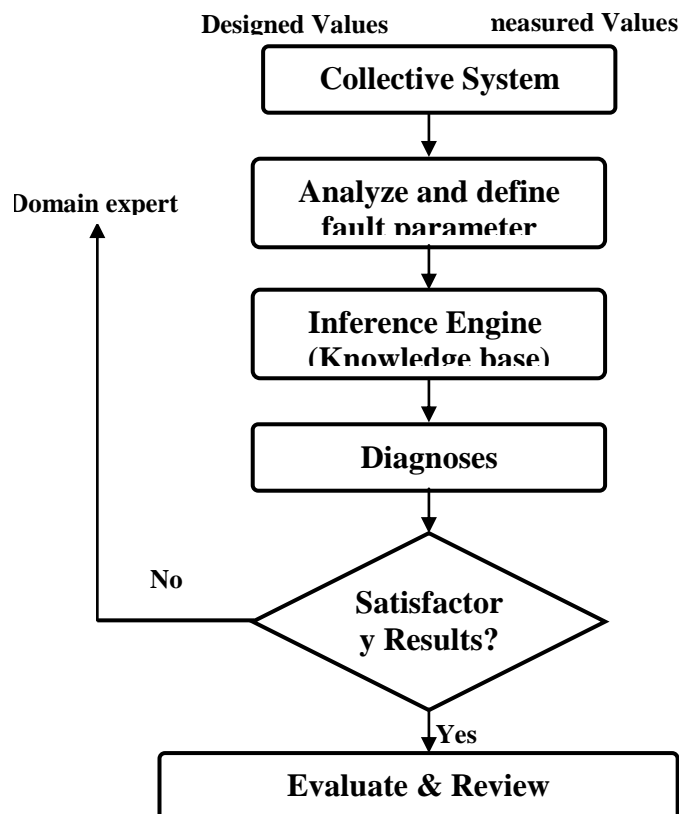 Designed Values measured Values
Collective System
Analyze and define
fault parameter
Domain expert
Inference Engine
(Knowledge base)
Diagnoses
No
Satisfactor
y Results?
Yes
Evaluate & Review